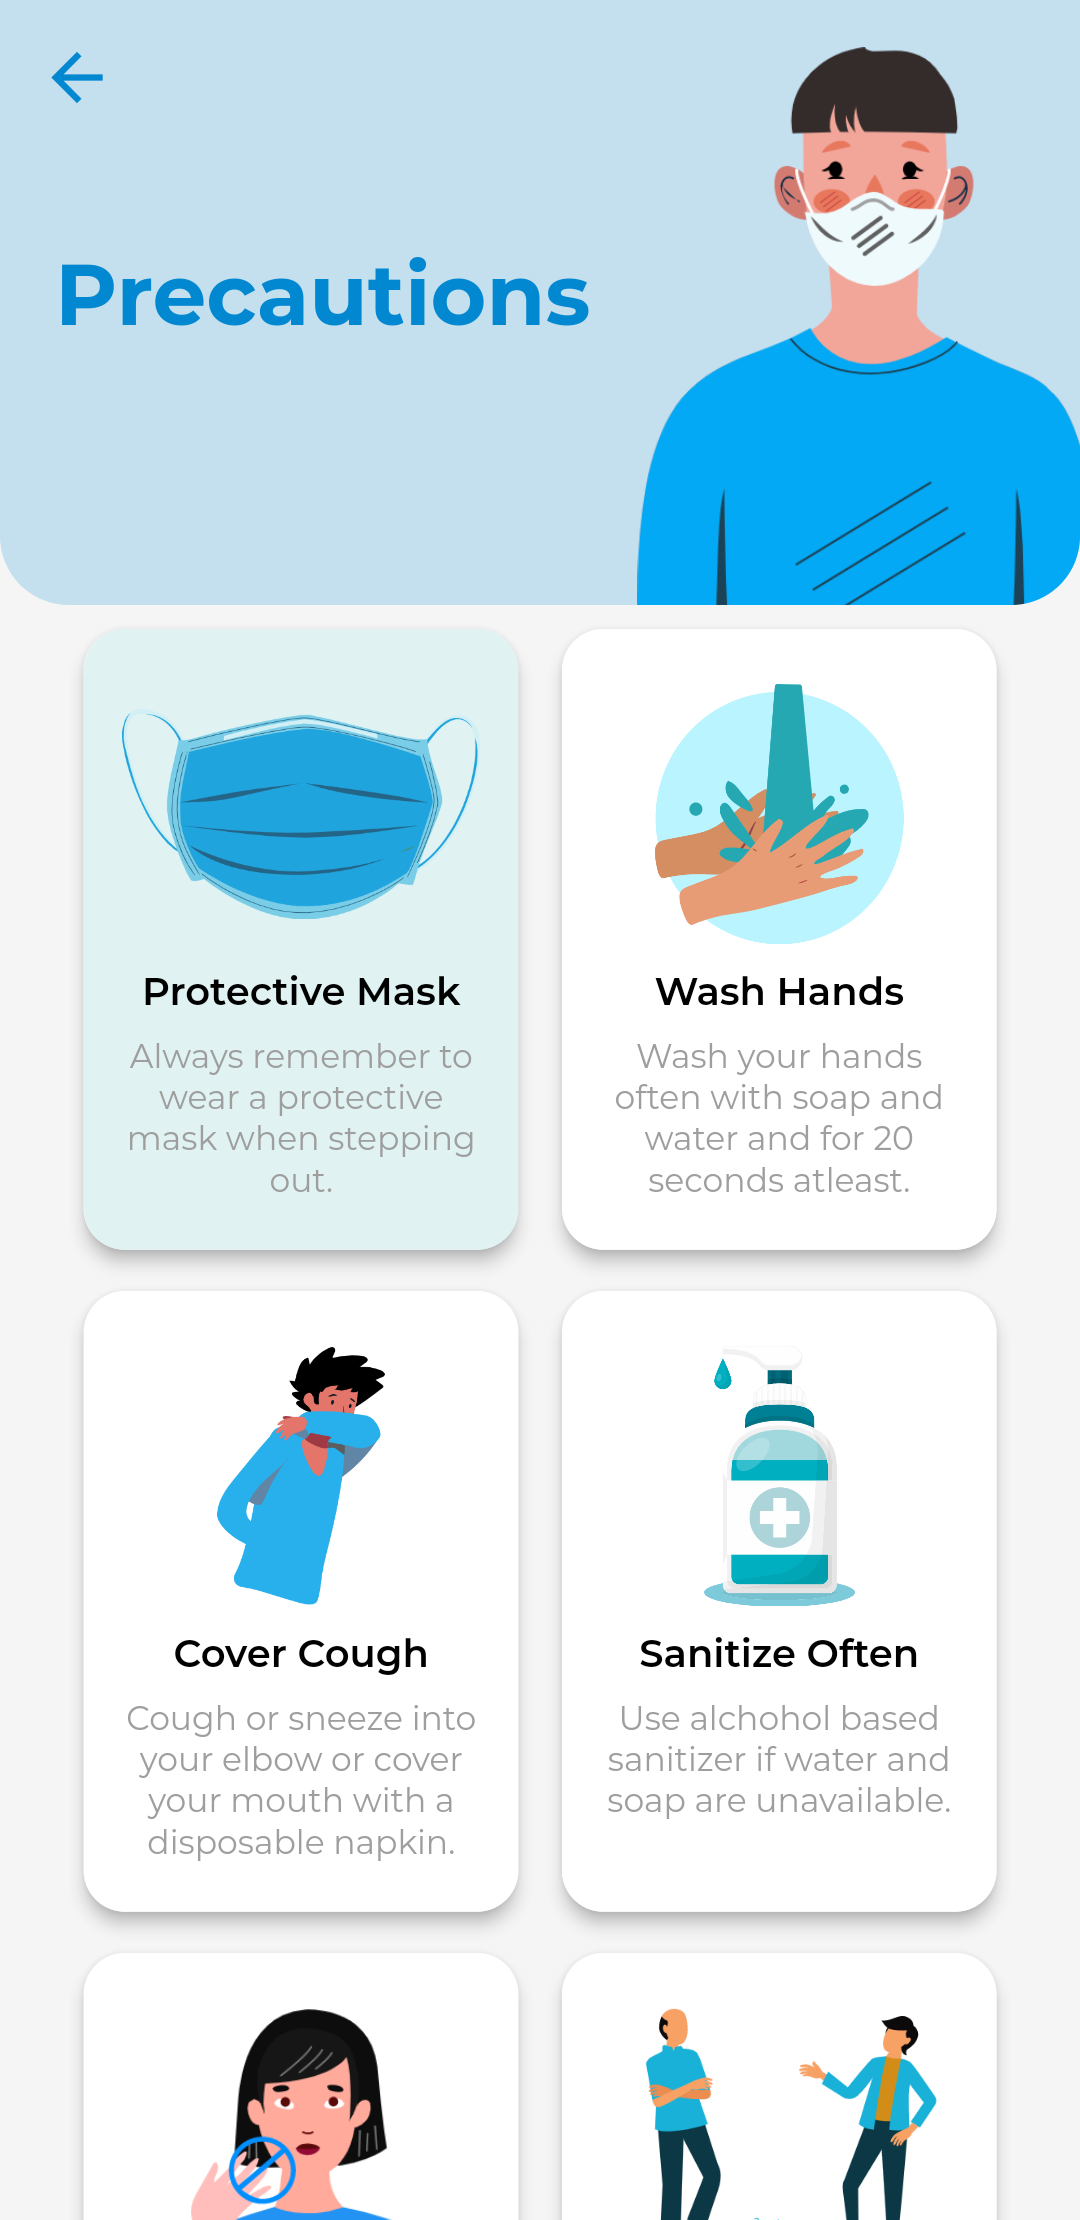 Precautions
Protective Mask
Always remember to
wear a protective
mask when stepping
out.
Wash Hands
Wash your hands
often with soap and
water and for 20
seconds atleast.
Cover Cough
Cough or sneeze into
your elbow or cover
your mouth with a
disposable napkin.
Sanitize Often
Use alchohol based
sanitizer if water and
soap are unavailable.